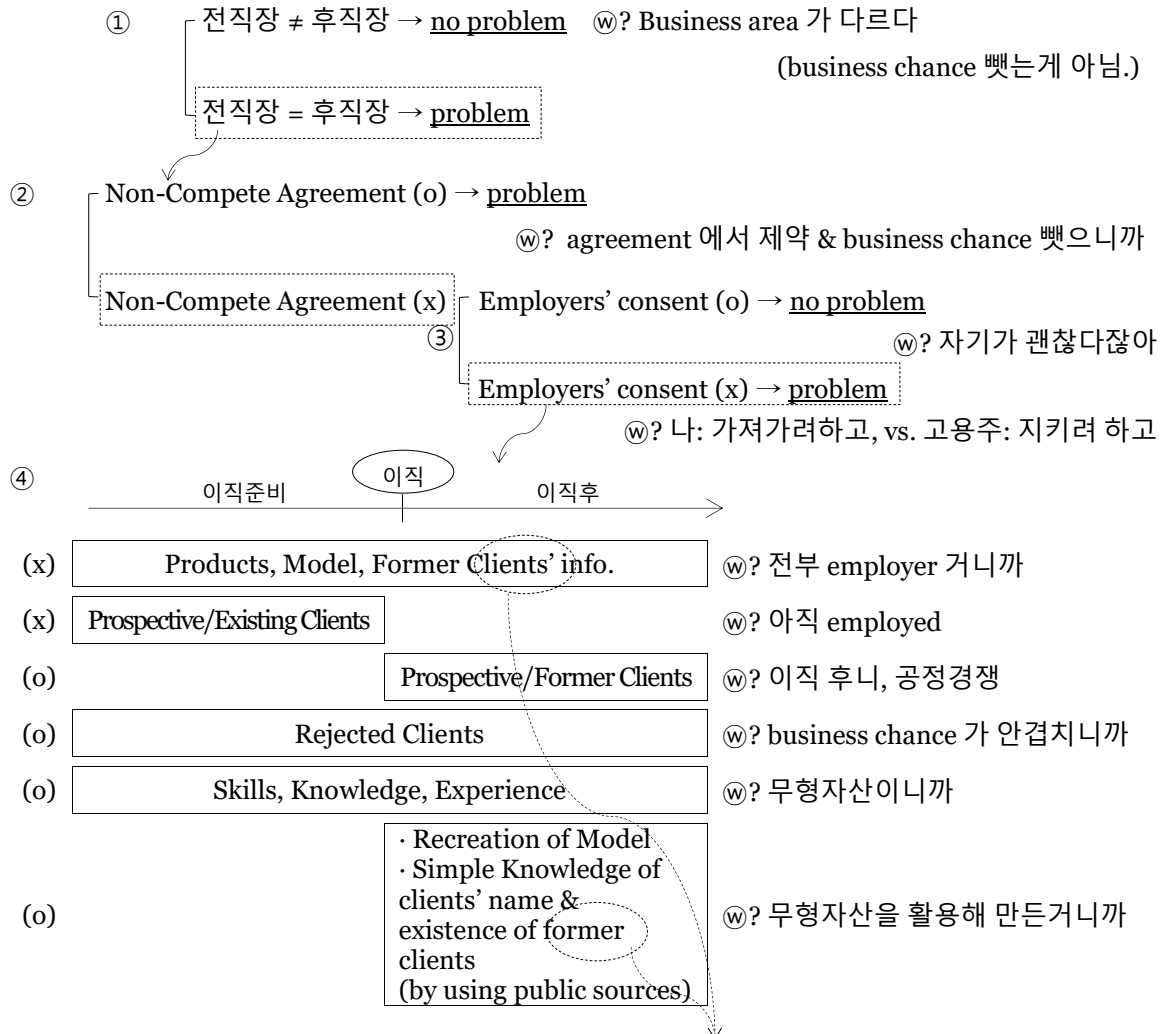 ① 전직장 ≠ 후직장 → no problem ⓦ? Business area 가 다르다
(business chance 뺏는게 아님.)
전직장 = 후직장 → problem
② Non-Compete Agreement (o) → problem
ⓦ? agreement 에서 제약 & business chance 뺏으니까
Non-Compete Agreement (x) Employers’ consent (o) → no problem
③ ⓦ? 자기가 괜찮다잖아
Employers’ consent (x) → problem
ⓦ? 나: 가져가려하고, vs. 고용주: 지키려 하고
④ 이직준비 이직 이직후
(x) Products, Model, Former Clients’ info. ⓦ? 전부 employer 거니까
(x) Prospective/Existing Clients ⓦ? 아직 employed
(o) Prospective/Former Clients ⓦ? 이직 후니, 공정경쟁
(o) Rejected Clients ⓦ? business chance 가 안겹치니까
(o) Skills, Knowledge, Experience ⓦ? 무형자산이니까
· Recreation of Model
· Simple Knowledge of
clients’ name &
(o) existence of former ⓦ? 무형자산을 활용해 만든거니까
clients
(by using public sources)